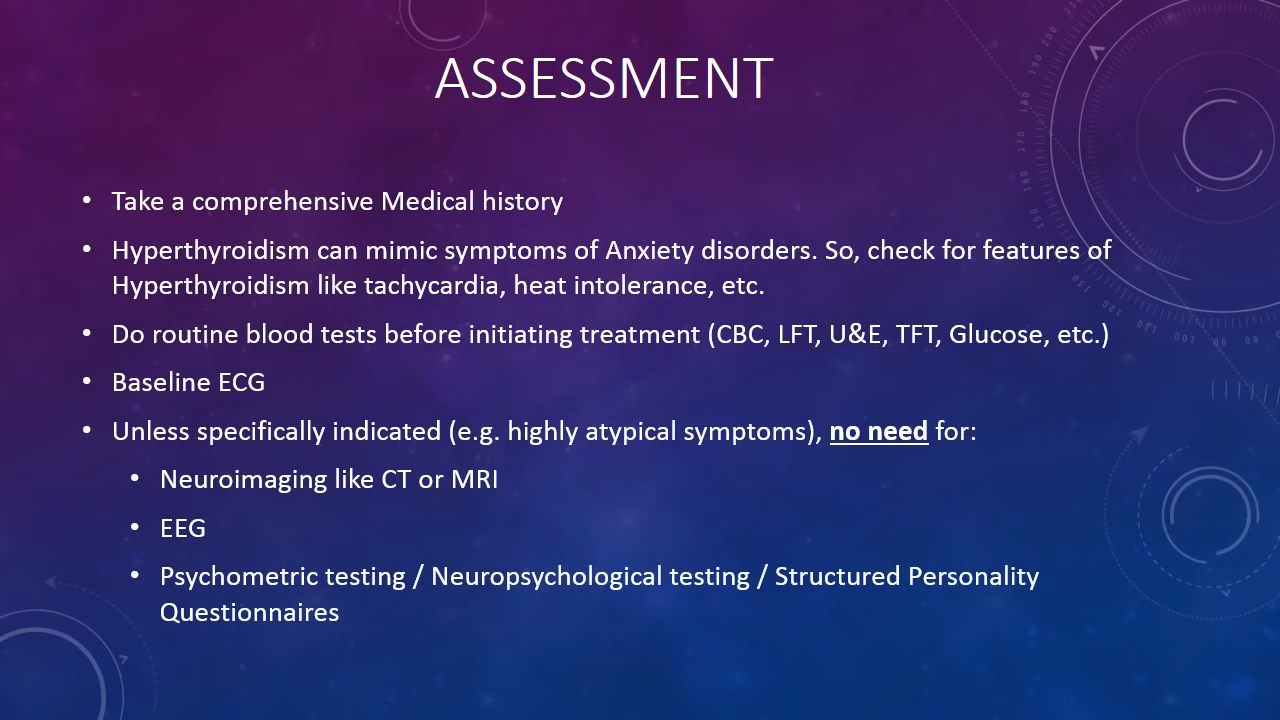 ASSESSMENT
• Take a comprehensive Medical history
• Hyperthyroidism can mimic symptoms of Anxiety disorders. So, check for features of
Hyperthyroidism like tachycardia, heat intolerance, etc.
• Do routine blood tests before initiating treatment (CBC, LFT, U&E, TFT, Glucose, etc.)
• Baseline ECG
• Unless specifically indicated (e.g. highly atypical symptoms), no need for:
• Neuroimaging like CT or MRI
• EEG
• Psychometric testing / Neuropsychological testing / Structured Personality
Questionnaires